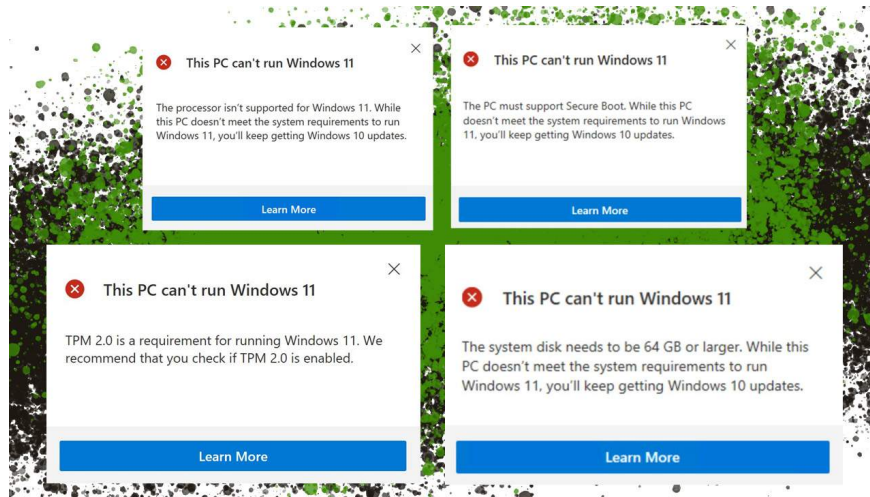 This PC can't run Windows 11
The processor isn't supported for Windows 11. While
this PC doesn't meet the system requirements to run
Windows 11, you'll keep getting Windows 10 updates.
Learn More
This PC can't run Windows 11
The PC must support Secure Boot. While this PC
doesn't meet the system requirements to run Windows
11, you'll keep getting Windows 10 updates.
Learn More
This PC can't run Windows 11
TPM 2.0 is a requirement for running Windows 11. We
recommend that you check if TPM 2.0 is enabled.
Learn More
This PC can't run Windows 11
The system disk needs to be 64 GB or larger. While this
PC doesn't meet the system requirements to run
Windows 11, you'll keep getting Windows 10 updates.
Learn More